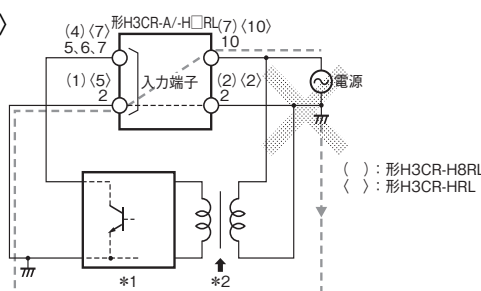 〉
形H3CR-A/-H□RL
(4)〈7〉
5、6、7
(7)〈10〉
10
(1)〈5〉
2
入力端子
(2)〈2〉
2
電源
( ):形H3CR-H8RL
〈 〉:形H3CR-HRL
*1
*2